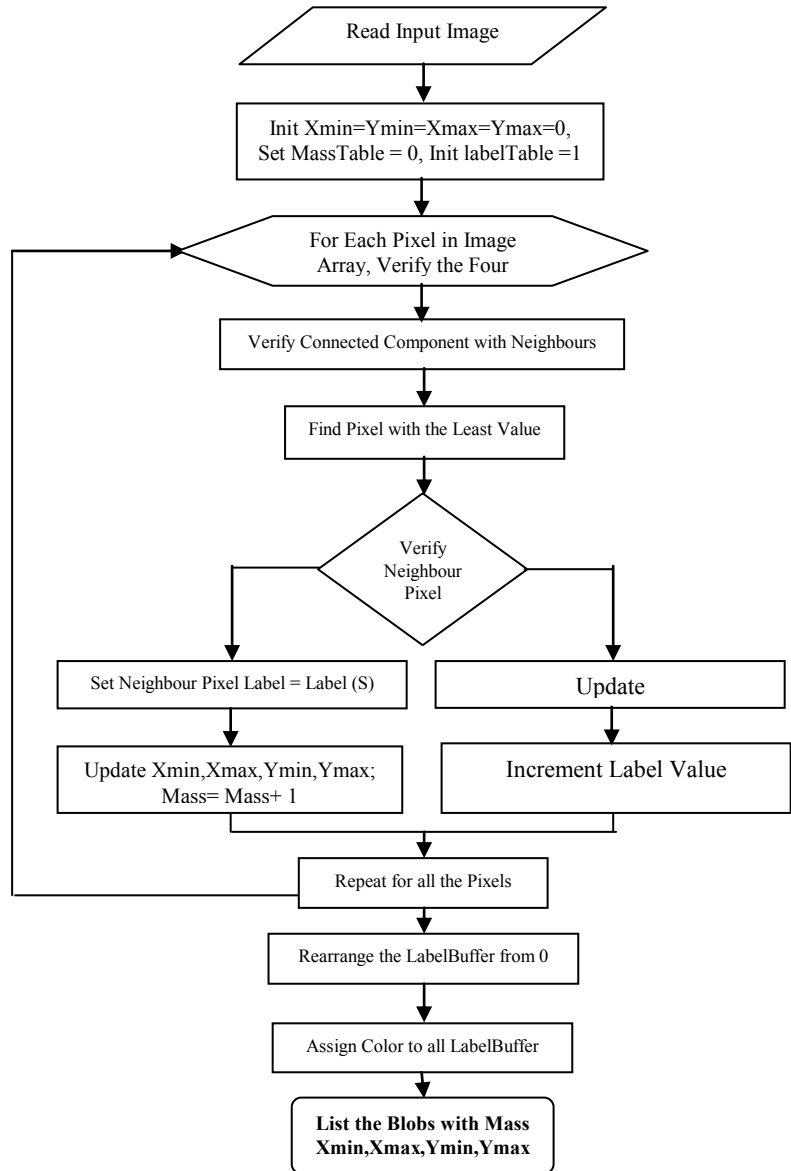 Read Input Image
Init Xmin=Ymin=Xmax=Ymax=0,
Set MassTable = 0, Init labelTable =1
For Each Pixel in Image
Array, Verify the Four
Verify Connected Component with Neighbours
Find Pixel with the Least Value
Verify
Neighbour
Pixel
Set Neighbour Pixel Label = Label (S)
Update
Update Xmin,Xmax,Ymin,Ymax;
Mass= Mass+ 1
Increment Label Value
Repeat for all the Pixels
Rearrange the LabelBuffer from 0
Assign Color to all LabelBuffer
List the Blobs with Mass
Xmin,Xmax,Ymin,Ymax